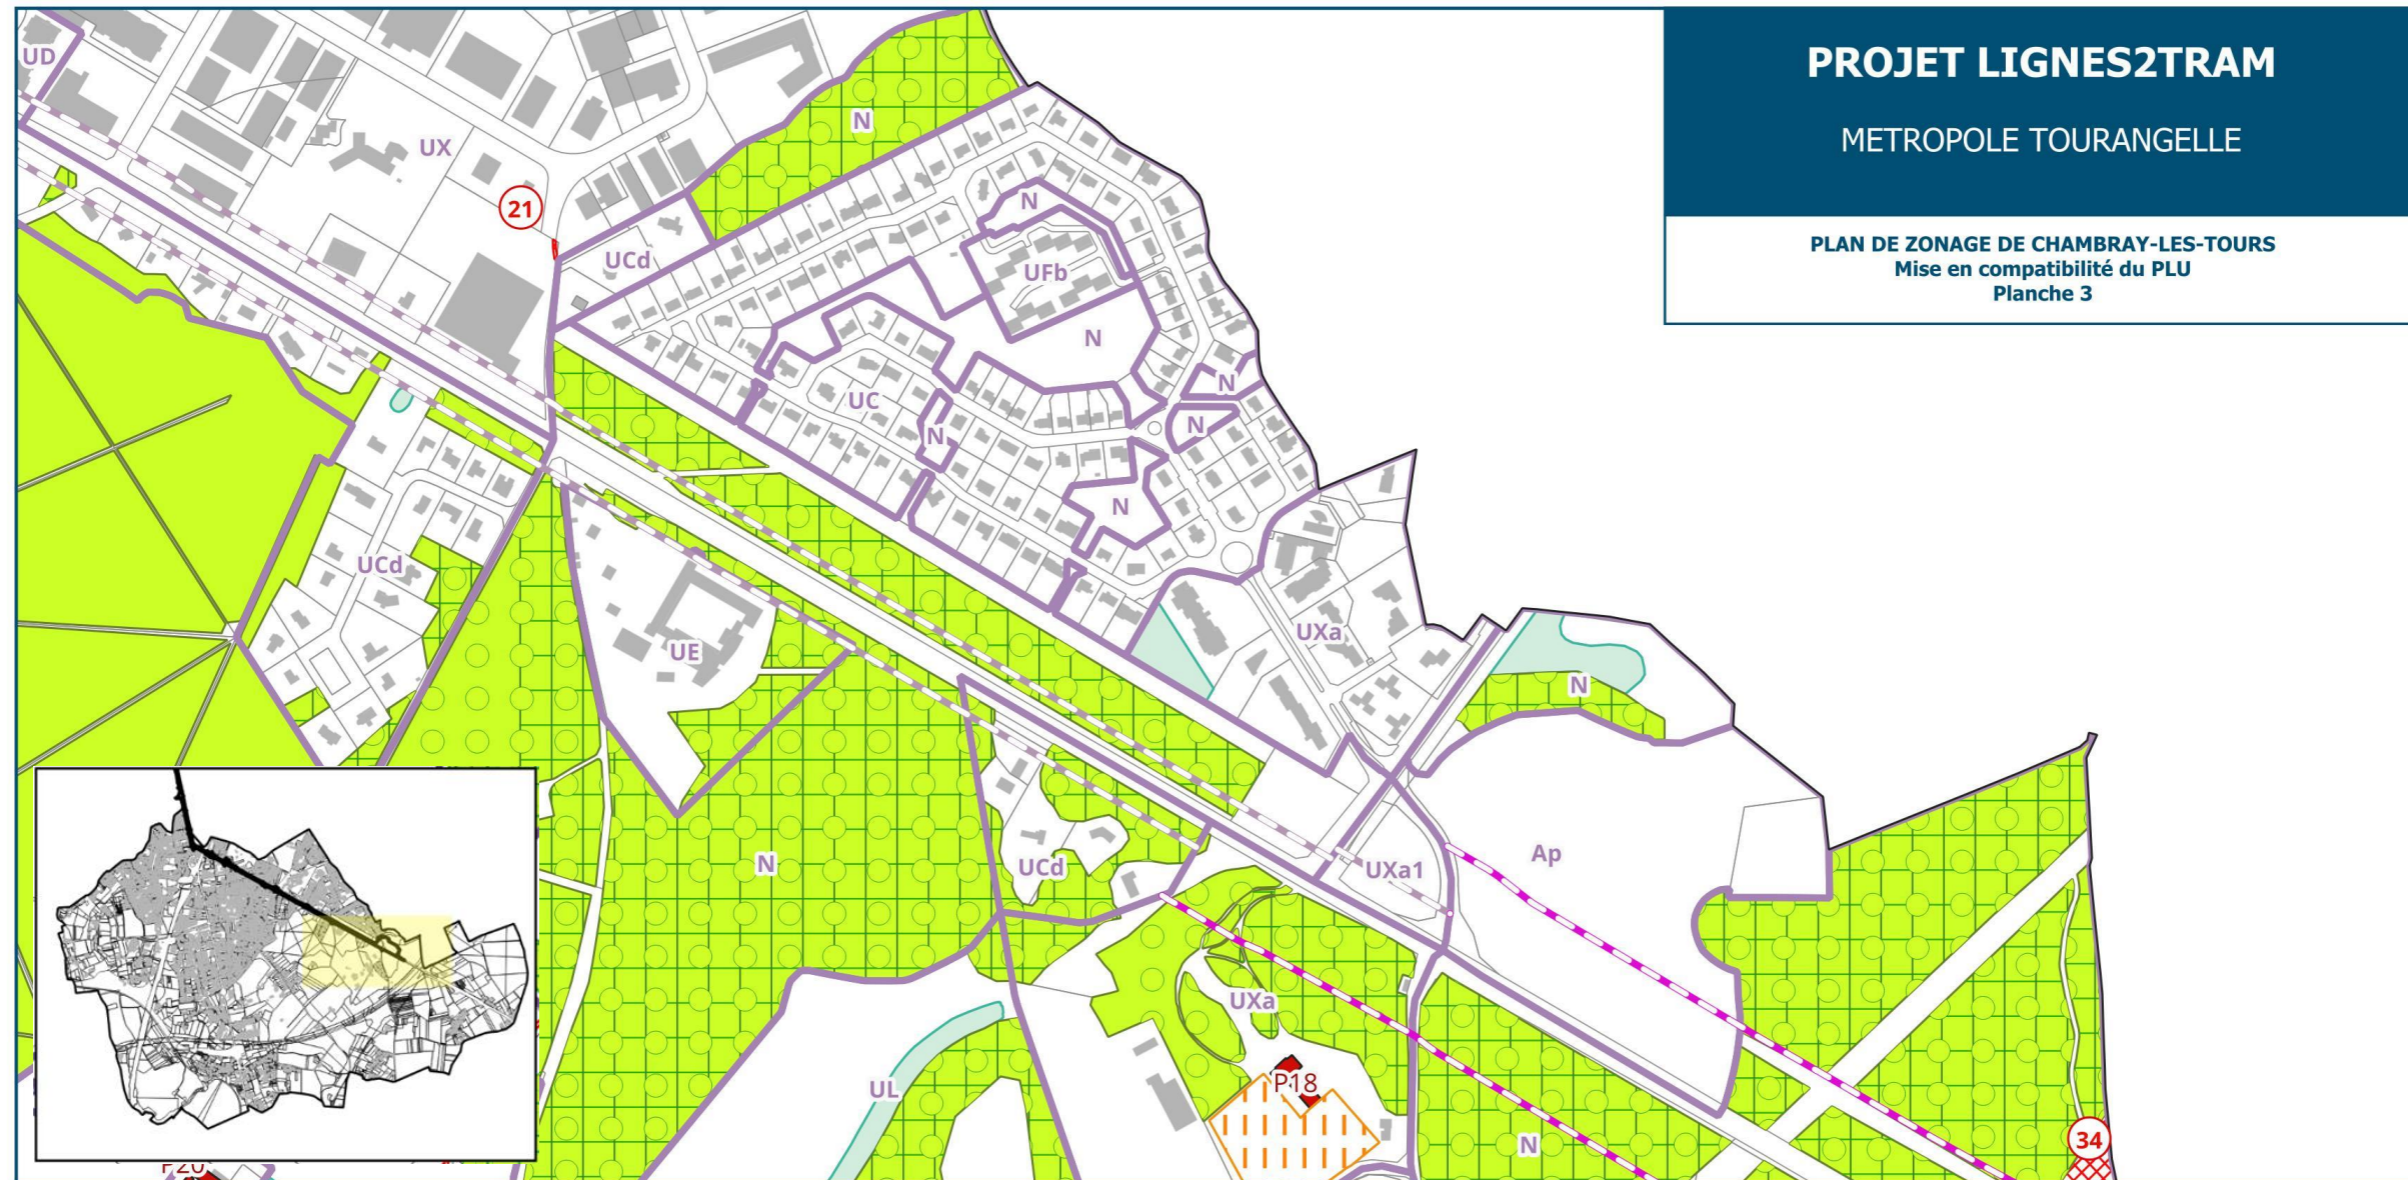 PROJET LIGNES2TRAM
METROPOLE TOURANGELLE
PLAN DE ZONAGE DE CHAMBRAY-LES-TOURS
Mise en compatibilité du PLU
Planche 3
UD
N
UX
N
21
UCd
UFb
N
N
UC
N
N
N
UCd
UXa
UE
N
Ap
N
UCd
UXa1
UXa
P18
UL
34
N
P20